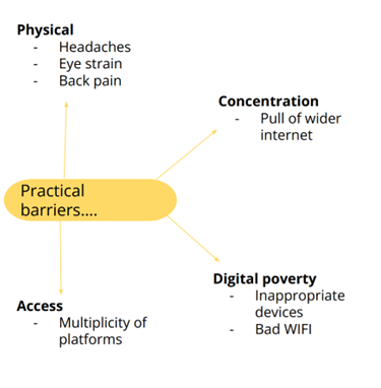 Physical
- Headaches
- Eye strain
- Back pain
Concentration
- Pull of wider
internet
Practical
barriers....
Digital poverty
- Inappropriate
devices
- Bad WIFI
Access
- Multiplicity of
platforms